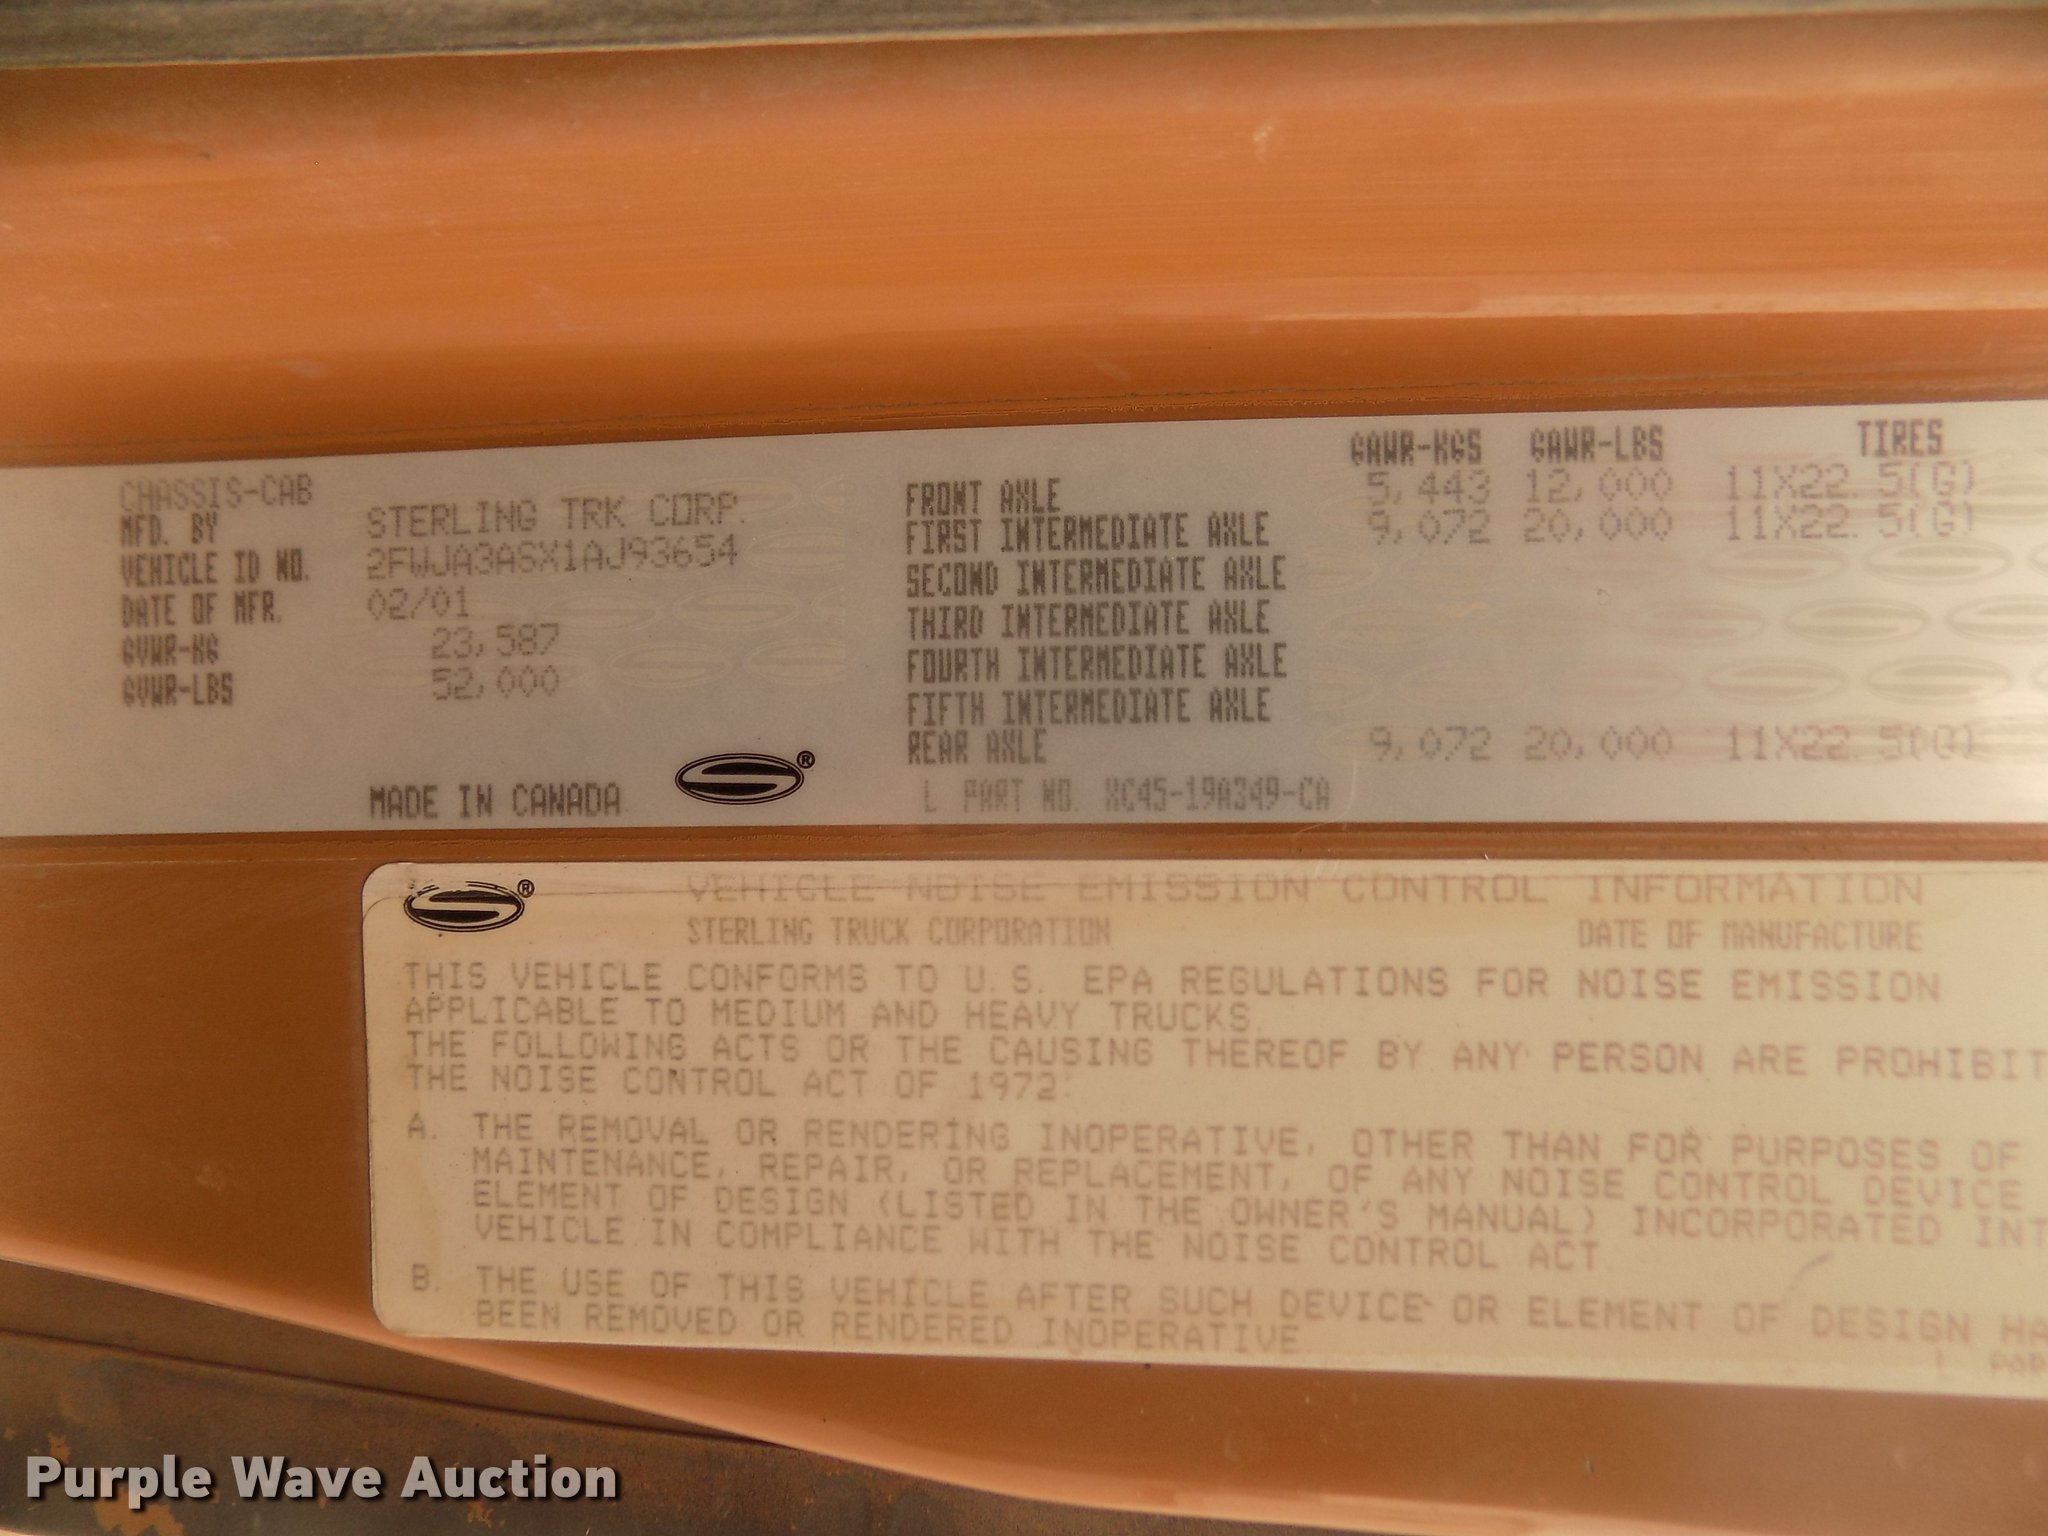 CHASSIS-CAB
MFD. BY STERLING TRK CORP.
VEHICLE ID NO. 2FWJA3ASX1AJ93654
DATE OF MFR. 02/01
GVWR-KG 23,587
GVWR-LBS 52,000
MADE IN CANADA
®
GAWR-KGS GAWR-LBS TIRES
FRONT AXLE 5,443 12,000 11X22.5(G)
FIRST INTERMEDIATE AXLE 9,072 20,000 11X22.5(G)
SECOND INTERMEDIATE AXLE
THIRD INTERMEDIATE AXLE
FOURTH INTERMEDIATE AXLE
FIFTH INTERMEDIATE AXLE
REAR AXLE 9,072 20,000 11X22.5(G)
L PART NO. XC45-19A349-CA
®
VEHICLE NOISE EMISSION CONTROL INFORMATION
STERLING TRUCK CORPORATION DATE OF MANUFACTURE
THIS VEHICLE CONFORMS TO U.S. EPA REGULATIONS FOR NOISE EMISSION
APPLICABLE TO MEDIUM AND HEAVY TRUCKS.
THE FOLLOWING ACTS OR THE CAUSING THEREOF BY ANY PERSON ARE PROHIBIT
THE NOISE CONTROL ACT OF 1972:
A. THE REMOVAL OR RENDERING INOPERATIVE, OTHER THAN FOR PURPOSES OF
MAINTENANCE, REPAIR, OR REPLACEMENT, OF ANY NOISE CONTROL DEVICE
ELEMENT OF DESIGN (LISTED IN THE OWNER'S MANUAL) INCORPORATED INT
VEHICLE IN COMPLIANCE WITH THE NOISE CONTROL ACT
B. THE USE OF THIS VEHICLE AFTER SUCH DEVICE OR ELEMENT OF DESIGN HA
BEEN REMOVED OR RENDERED INOPERATIVE
Purple Wave Auction